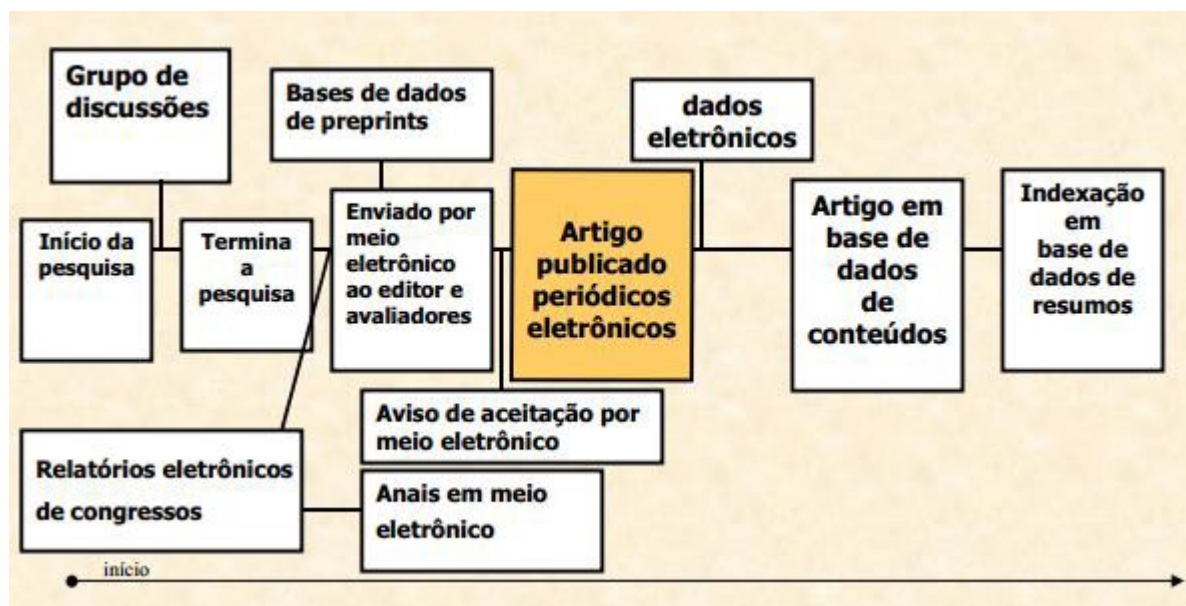 Grupo de
discussões
Bases de dados
de preprints
dados
eletrônicos
Início da
pesquisa
Termina
a
pesquisa
Enviado por
meio
eletrônico
ao editor e
avaliadores
Artigo
publicado
periódicos
eletrônicos
Artigo em
base de
dados
de
conteúdos
Indexação
em
base de
dados de
resumos
Aviso de aceitação por
meio eletrônico
Relatórios eletrônicos
de congressos
Anais em meio
eletrônico
início